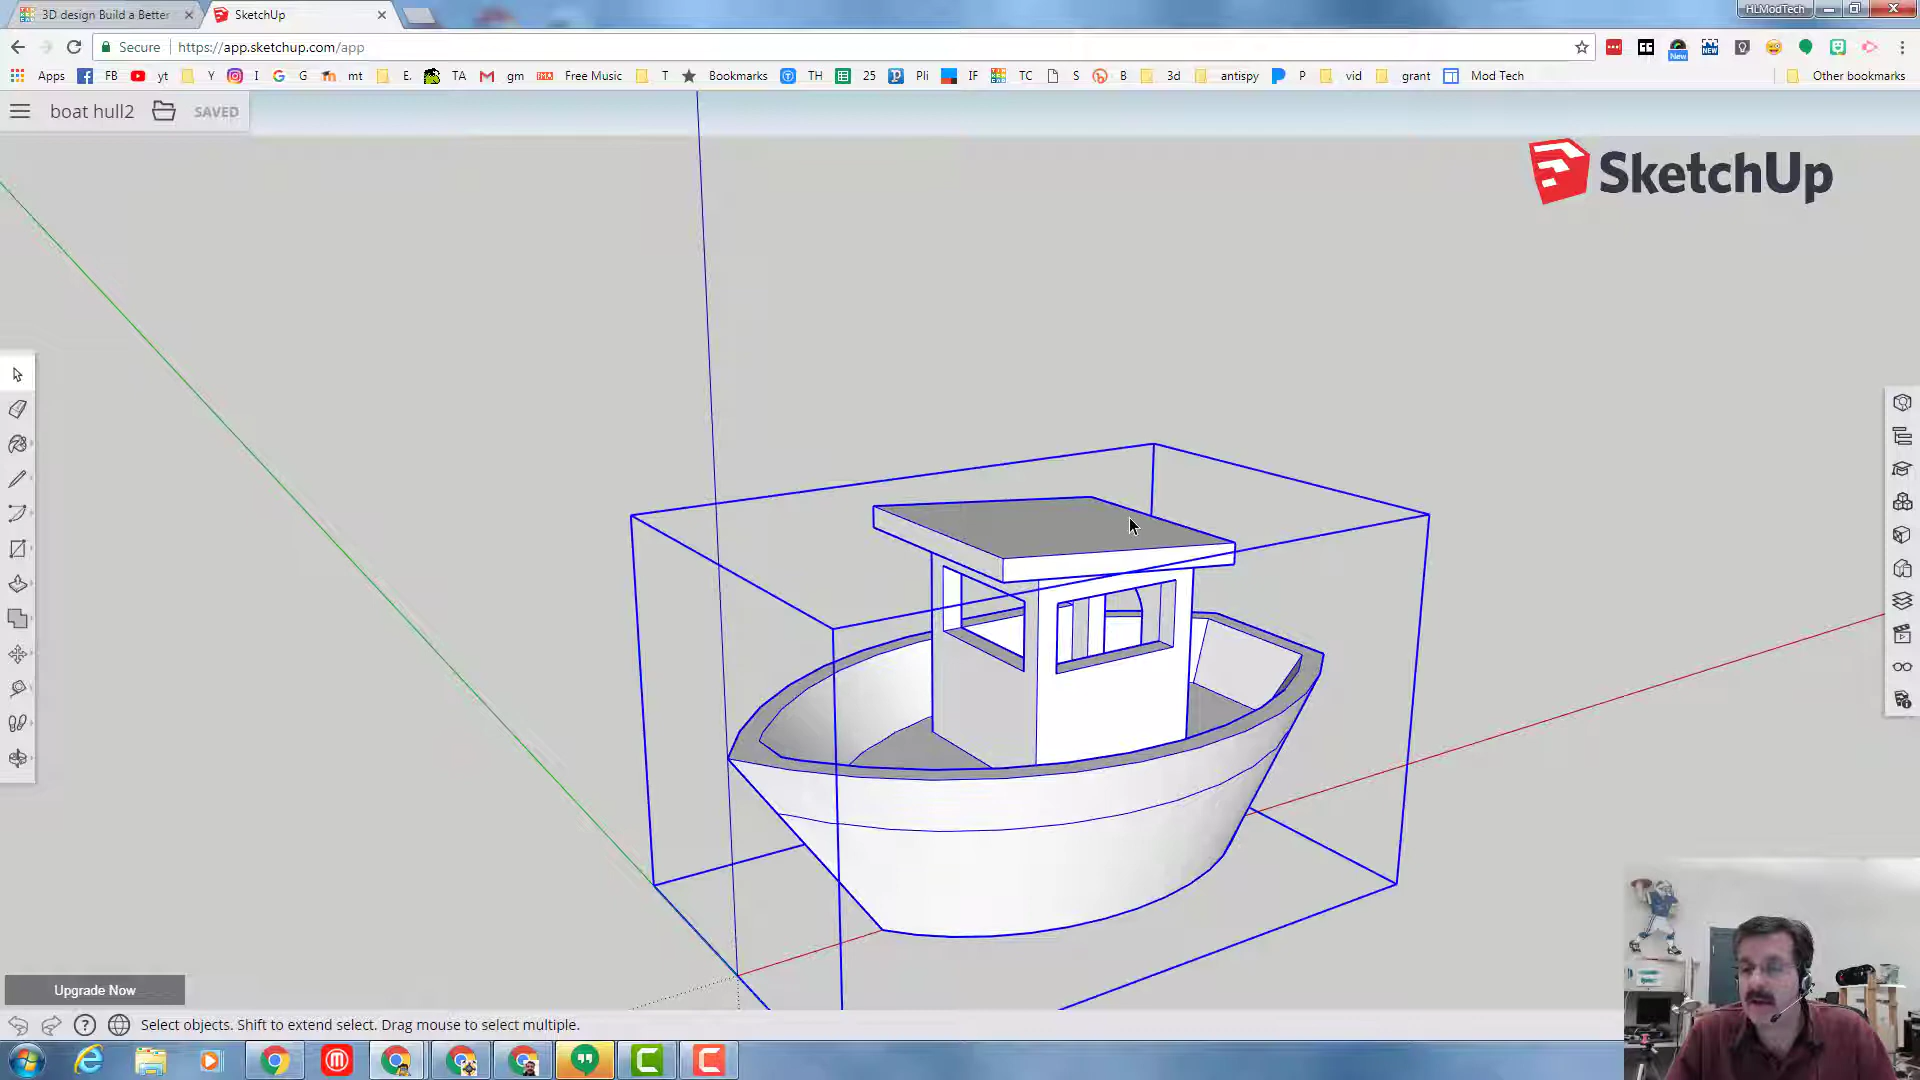 3D design Build a Better
SketchUp
HLModTech
Secure
https://app.sketchup.com/app
Apps FB yt Y I G mt E. TA gm Free Music T Bookmarks TH 25 Pli IF TC S B 3d antispy P vid grant Mod Tech Other bookmarks
New
NEW
boat hull2 SAVED
SketchUp
Upgrade Now
Select objects. Shift to extend select. Drag mouse to select multiple.